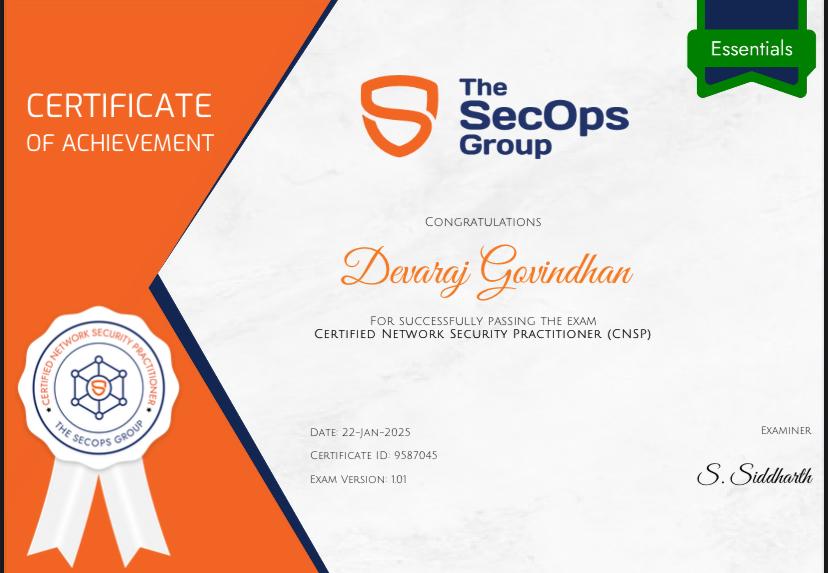 Essentials
CERTIFICATE
OF ACHIEVEMENT
The
SecOps
Group
CONGRATULATIONS
Devaraj Govindhan
FOR SUCCESSFULLY PASSING THE EXAM
CERTIFIED NETWORK SECURITY PRACTITIONER (CNSP)
CERTIFIED NETWORK SECURITY PRACTITIONER
THE SECOPS GROUP
DATE: 22-JAN-2025
CERTIFICATE ID: 9587045
EXAM VERSION: 1.01
EXAMINER
S. Siddharth